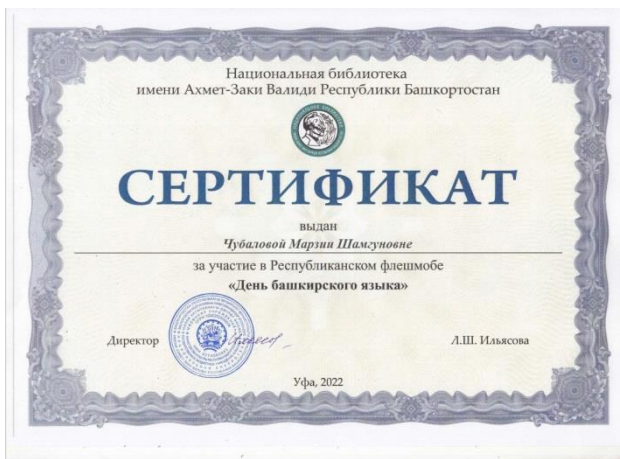 Национальная библиотека
имени Ахмет-Заки Валиди Республики Башкортостан
СЕРТИФИКАТ
выдан
Чубаловой Марзии Шамгуновне
за участие в Республиканском флешмобе
«День башкирского языка»
Директор
Л.Ш. Ильясова
Уфа, 2022